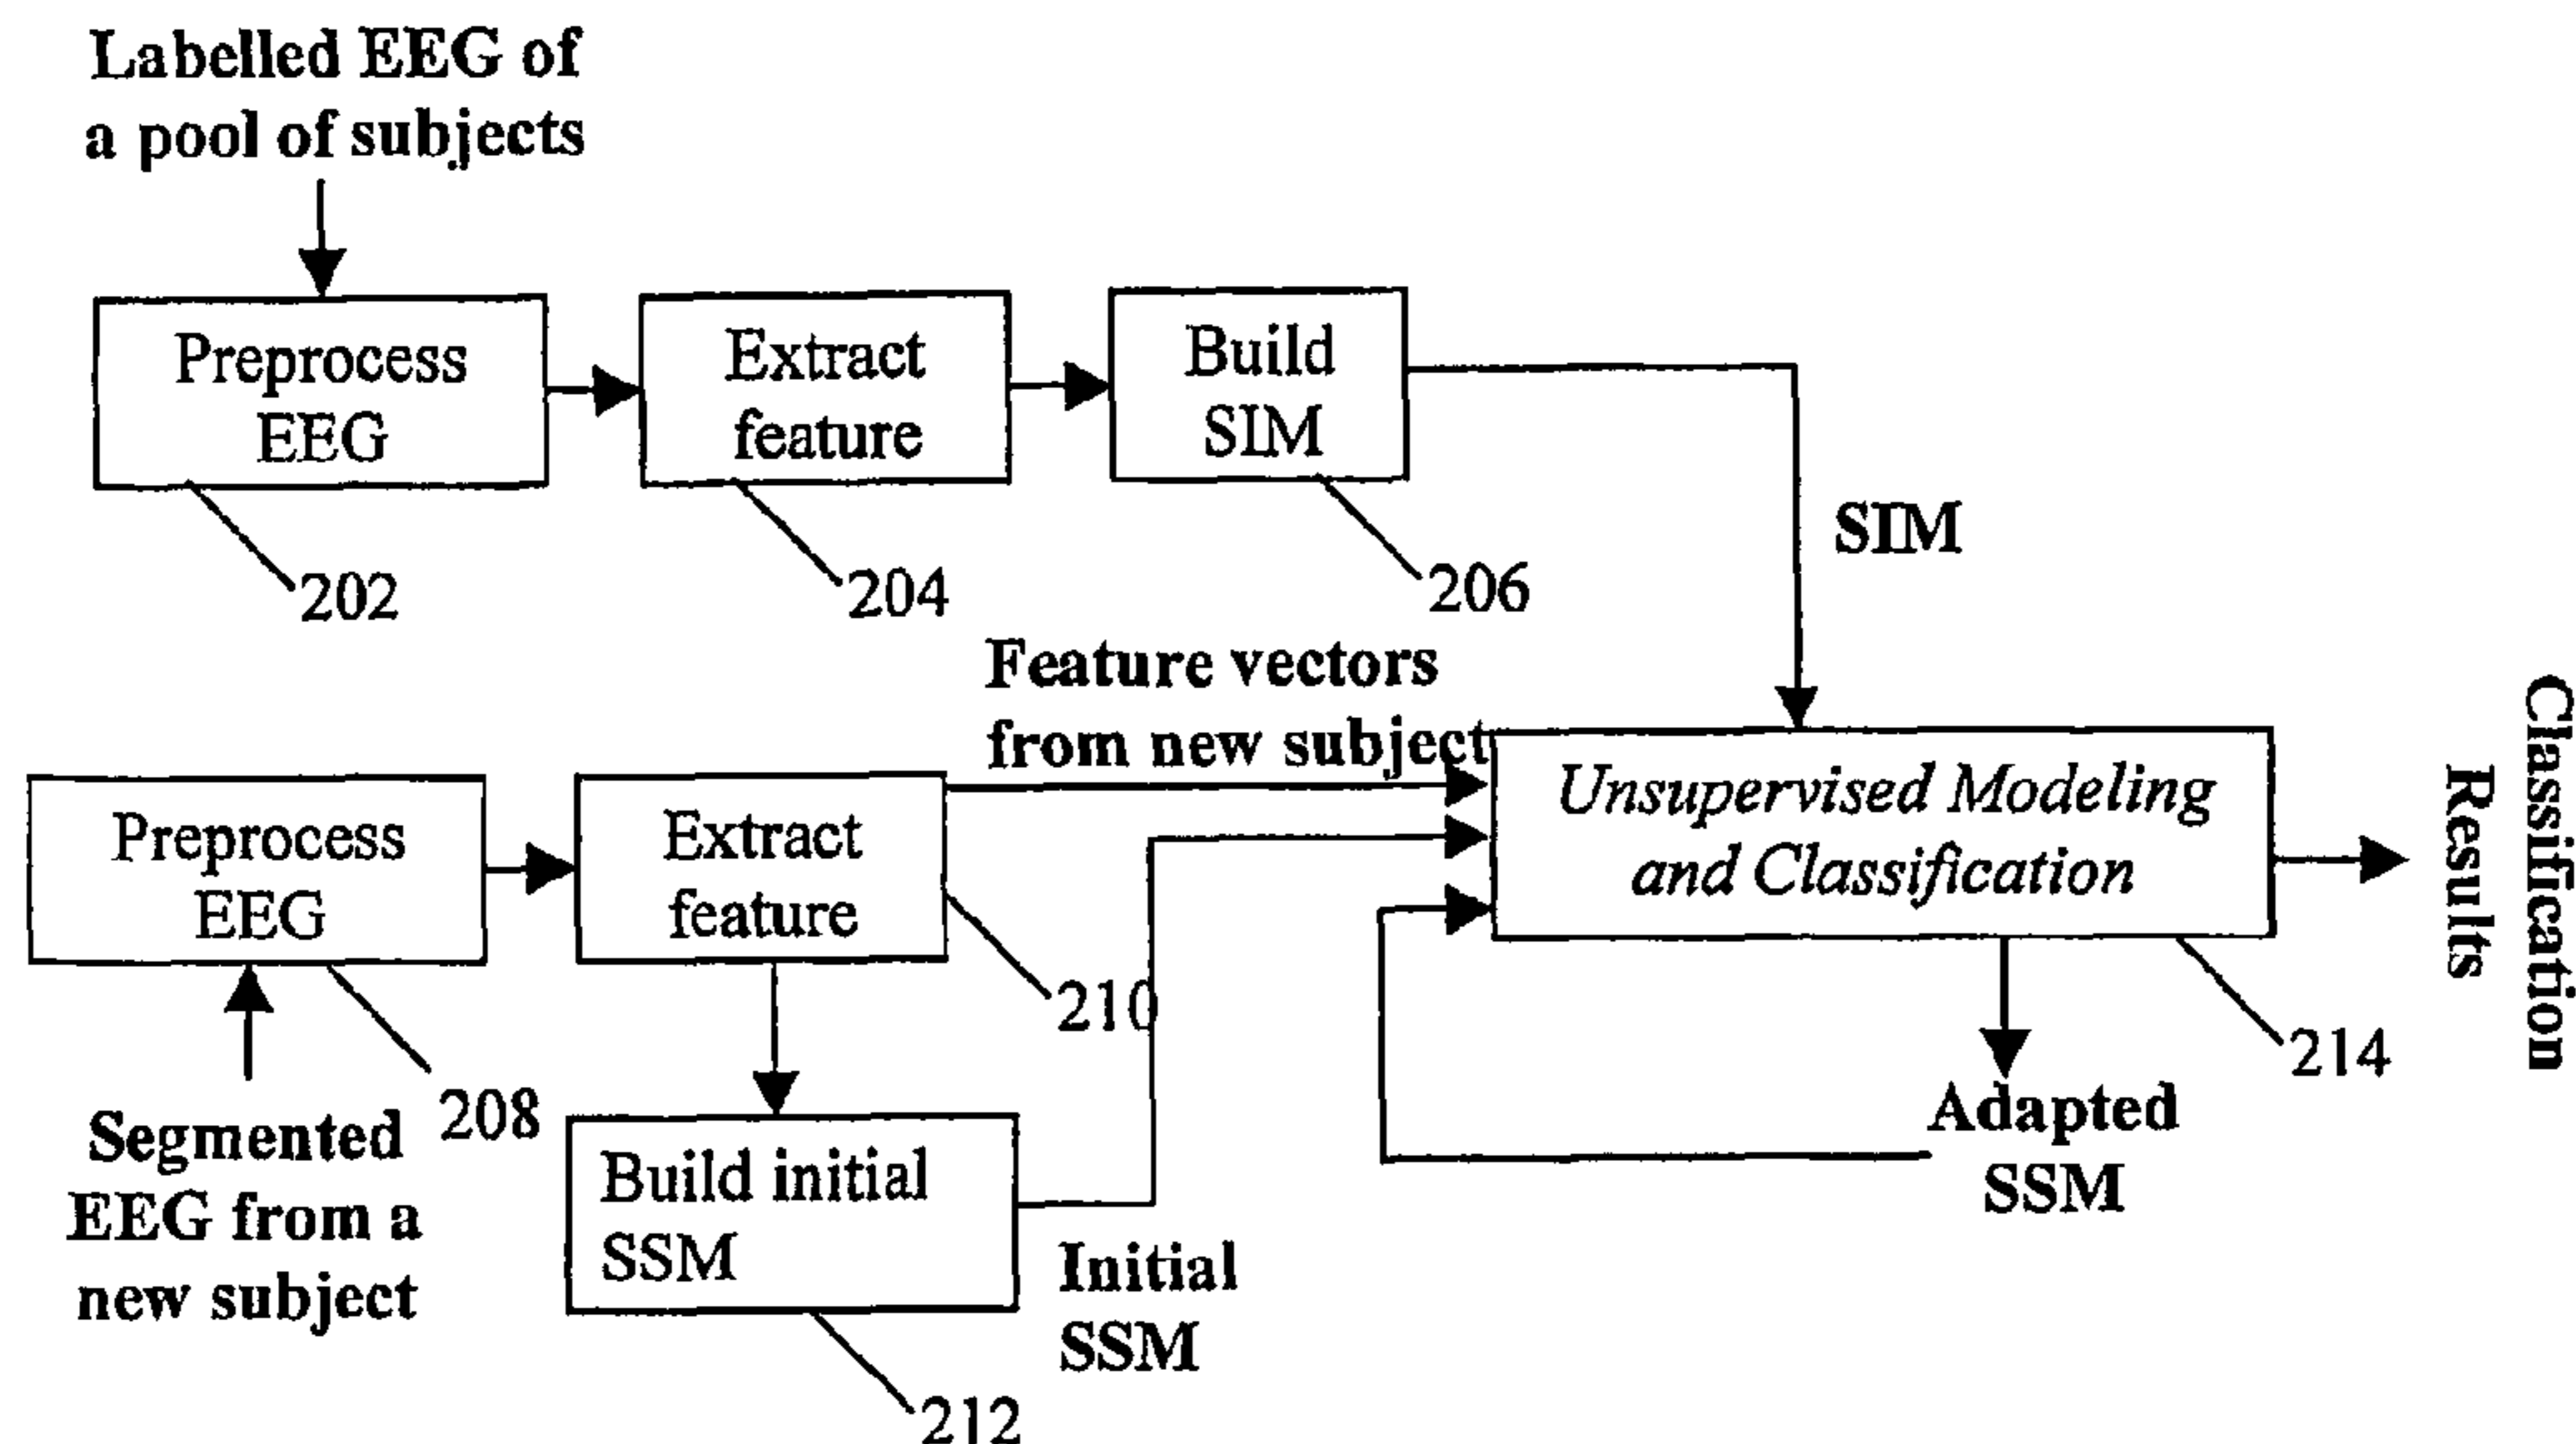 Labelled EEG of
a pool of subjects
Preprocess
EEG
Extract
feature
Build
SIM
202
204
206
SIM
Feature vectors
from new subject
Preprocess
EEG
Extract
feature
Unsupervised Modeling
and Classification
Classification
Results
208
210
214
Segmented
EEG from a
new subject
Build initial
SSM
Initial
SSM
Adapted
SSM
212